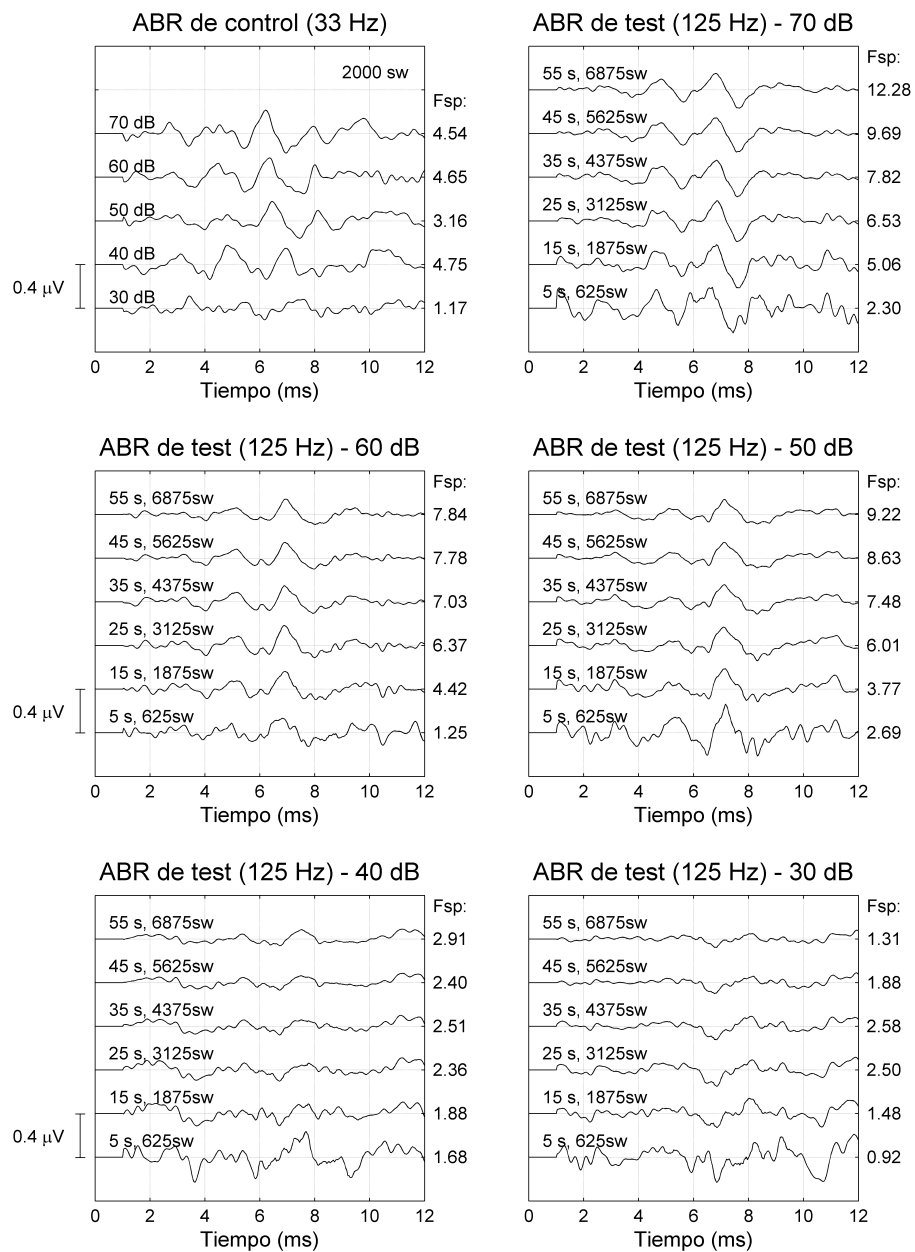 ABR de control (33 Hz)
2000 sw
Fsp:
70 dB
4.54
60 dB
4.65
50 dB
3.16
40 dB
4.75
30 dB
1.17
0.4 μV
0 2 4 6 8 10 12
Tiempo (ms)
ABR de test (125 Hz) - 70 dB
Fsp:
55 s, 6875sw
12.28
45 s, 5625sw
9.69
35 s, 4375sw
7.82
25 s, 3125sw
6.53
15 s, 1875sw
5.06
5 s, 625sw
2.30
0 2 4 6 8 10 12
Tiempo (ms)
ABR de test (125 Hz) - 60 dB
Fsp:
55 s, 6875sw
7.84
45 s, 5625sw
7.78
35 s, 4375sw
7.03
25 s, 3125sw
6.37
15 s, 1875sw
4.42
5 s, 625sw
1.25
0.4 μV
0 2 4 6 8 10 12
Tiempo (ms)
ABR de test (125 Hz) - 50 dB
Fsp:
55 s, 6875sw
9.22
45 s, 5625sw
8.63
35 s, 4375sw
7.48
25 s, 3125sw
6.01
15 s, 1875sw
3.77
5 s, 625sw
2.69
0 2 4 6 8 10 12
Tiempo (ms)
ABR de test (125 Hz) - 40 dB
Fsp:
55 s, 6875sw
2.91
45 s, 5625sw
2.40
35 s, 4375sw
2.51
25 s, 3125sw
2.36
15 s, 1875sw
1.88
5 s, 625sw
1.68
0.4 μV
0 2 4 6 8 10 12
Tiempo (ms)
ABR de test (125 Hz) - 30 dB
Fsp:
55 s, 6875sw
1.31
45 s, 5625sw
1.88
35 s, 4375sw
2.58
25 s, 3125sw
2.50
15 s, 1875sw
1.48
5 s, 625sw
0.92
0 2 4 6 8 10 12
Tiempo (ms)